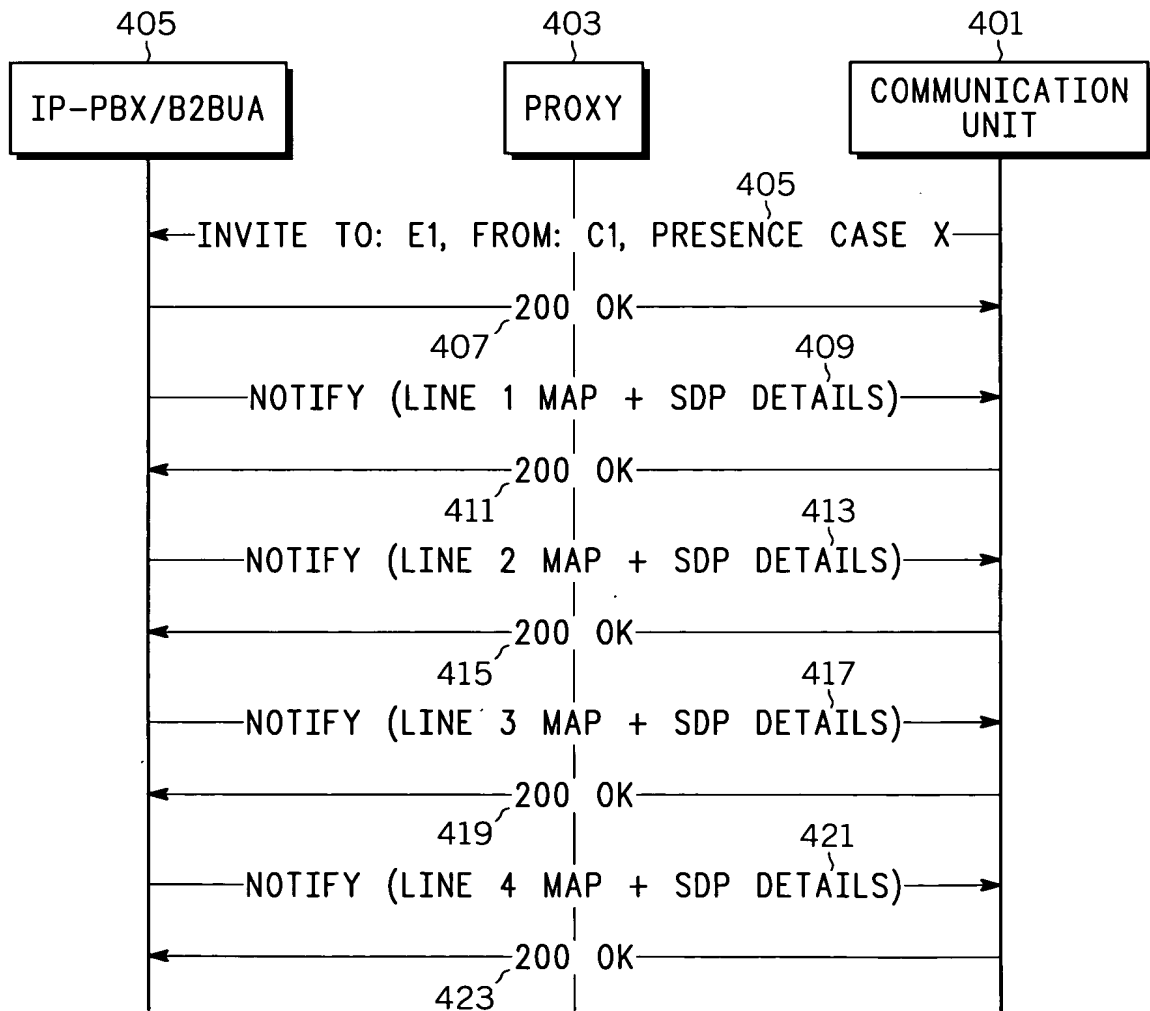 405
403
401
IP-PBX/B2BUA
PROXY
COMMUNICATION
UNIT
405
INVITE TO: E1, FROM: C1, PRESENCE CASE X
200 OK
407
409
NOTIFY (LINE 1 MAP + SDP DETAILS)
200 OK
411
413
NOTIFY (LINE 2 MAP + SDP DETAILS)
200 OK
415
417
NOTIFY (LINE 3 MAP + SDP DETAILS)
200 OK
419
421
NOTIFY (LINE 4 MAP + SDP DETAILS)
200 OK
423